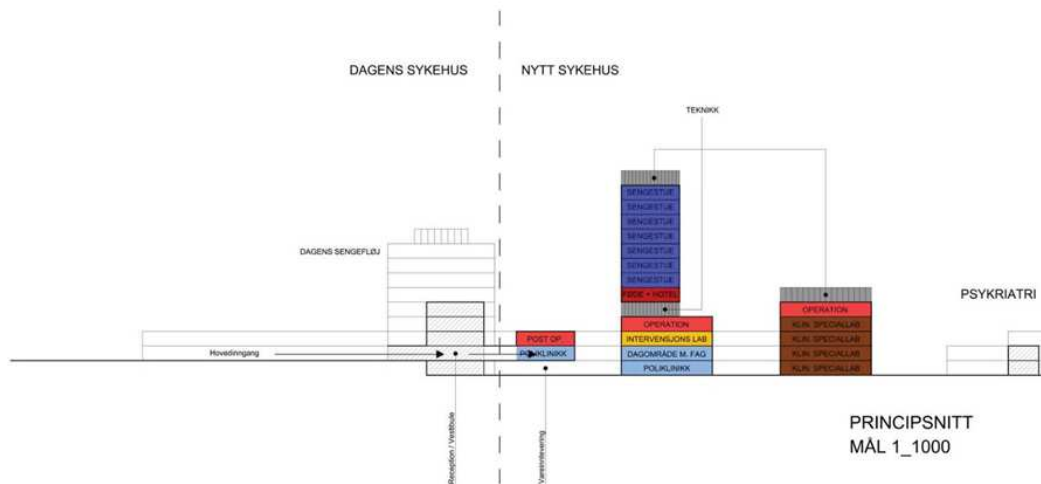 DAGENS SYKEHUS
NYTT SYKEHUS
TEKNIKK
SENGESTUE
SENGESTUE
SENGESTUE
SENGESTUE
SENGESTUE
SENGESTUE
SENGESTUE
FØDE + HOTEL
DAGENS SENGEFLØJ
PSYKRIATRI
OPERATION
OPERATION
POST OP.
INTERVENSJONS LAB
KLIN. SPECIALLAB
KLIN. SPECIALLAB
KLIN. SPECIALLAB
KLIN. SPECIALLAB
Hovedinngang
POLIKLINIKK
DAGOMRÅDE M. FAG
POLIKLINIKK
Reception / Vestibule
Vareinnlevering
PRINCIPSNITT
MÅL 1_1000